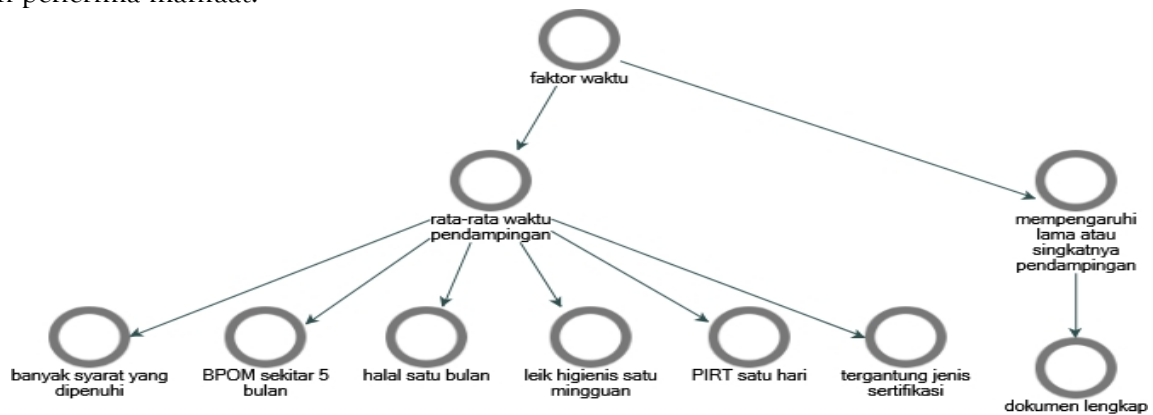 penerima manfaat.
faktor waktu
rata-rata waktu
pendampingan
mempengaruhi
lama atau
singkatnya
pendampingan
banyak syarat yang
dipenuhi
BPOM sekitar 5
bulan
halal satu bulan
leik higienis satu
mingguan
PIRT satu hari
tergantung jenis
sertifikasi
dokumen lengkap